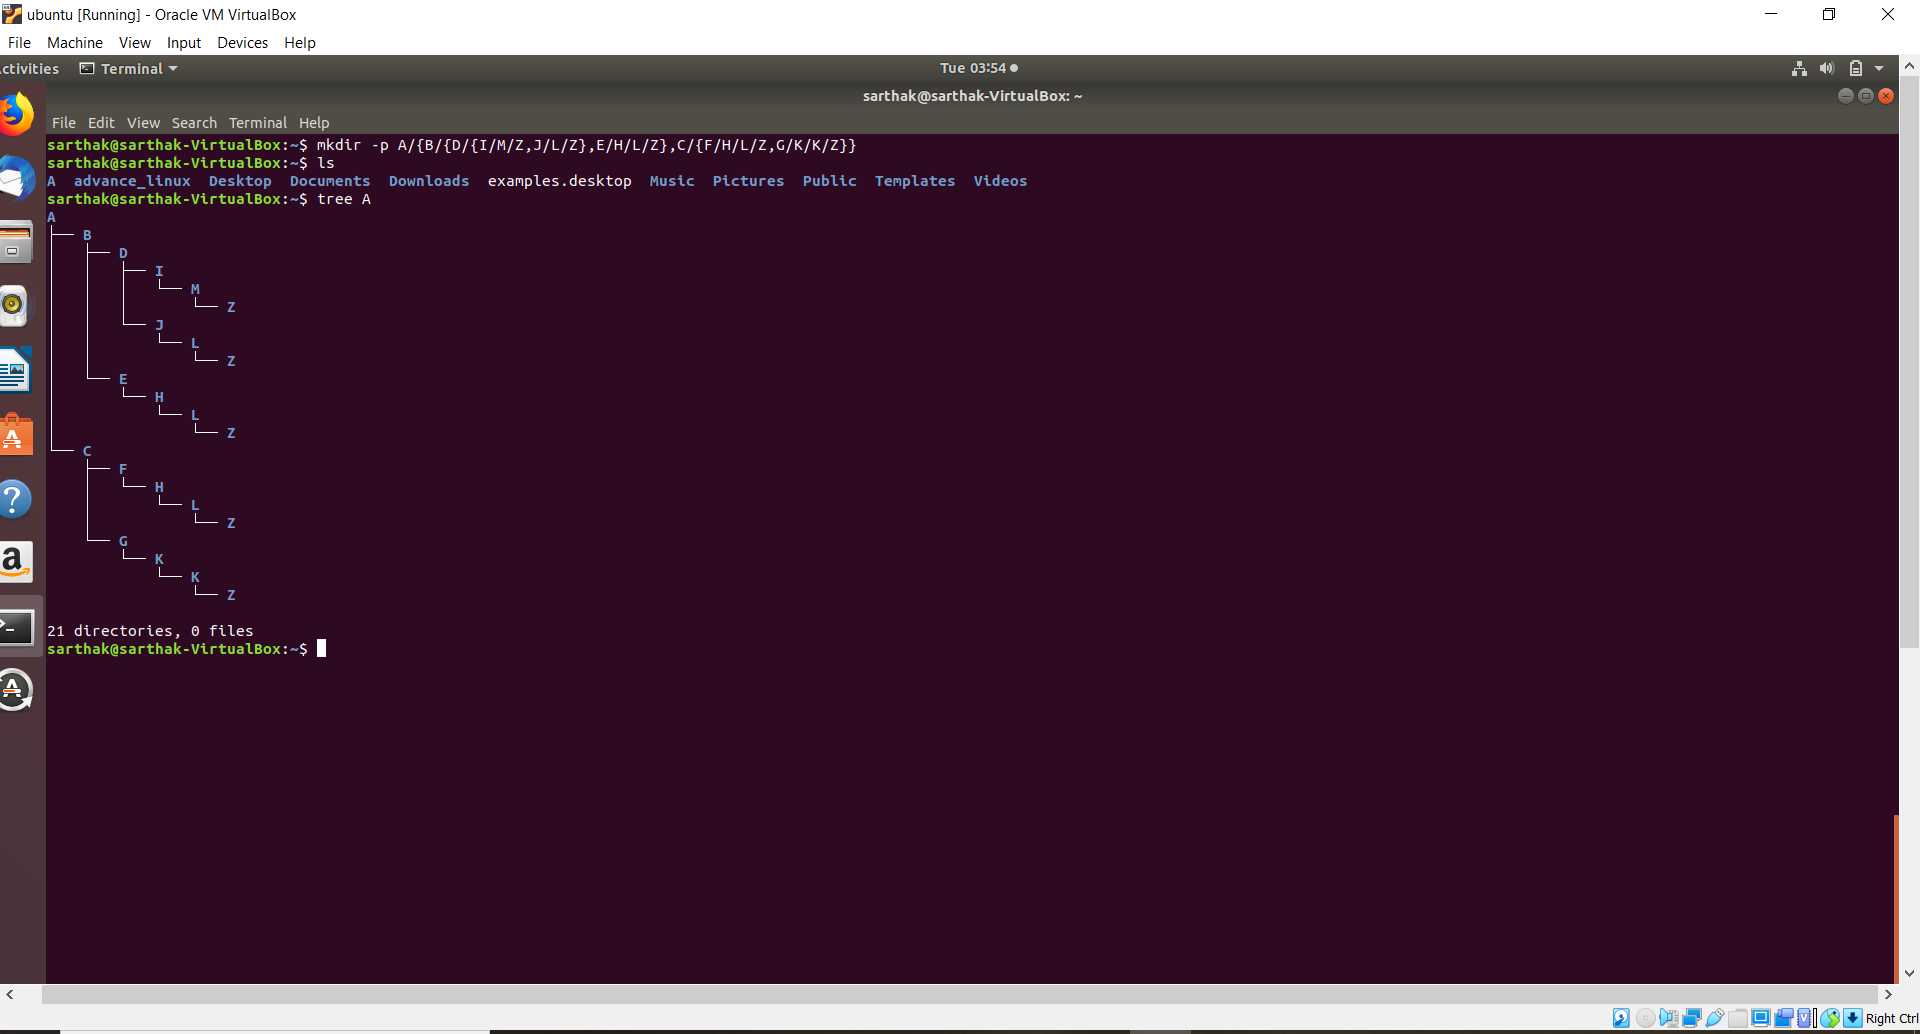 ubuntu [Running] - Oracle VM VirtualBox
File Machine View Input Devices Help
ctivities Terminal Tue 03:54
sarthak@sarthak-VirtualBox: ~
File Edit View Search Terminal Help
sarthak@sarthak-VirtualBox:~$ mkdir -p A/{B/{D/{I/M/Z,J/L/Z},E/H/L/Z},C/{F/H/L/Z,G/K/K/Z}}
sarthak@sarthak-VirtualBox:~$ ls
A advance_linux Desktop Documents Downloads examples.desktop Music Pictures Public Templates Videos
sarthak@sarthak-VirtualBox:~$ tree A
A
├── B
│   ├── D
│   │   ├── I
│   │   │   └── M
│   │   │       └── Z
│   │   └── J
│   │       └── L
│   │           └── Z
│   └── E
│       └── H
│           └── L
│               └── Z
└── C
    ├── F
    │   └── H
    │       └── L
    │           └── Z
    └── G
        └── K
            └── K
                └── Z
21 directories, 0 files
sarthak@sarthak-VirtualBox:~$
Right Ctrl